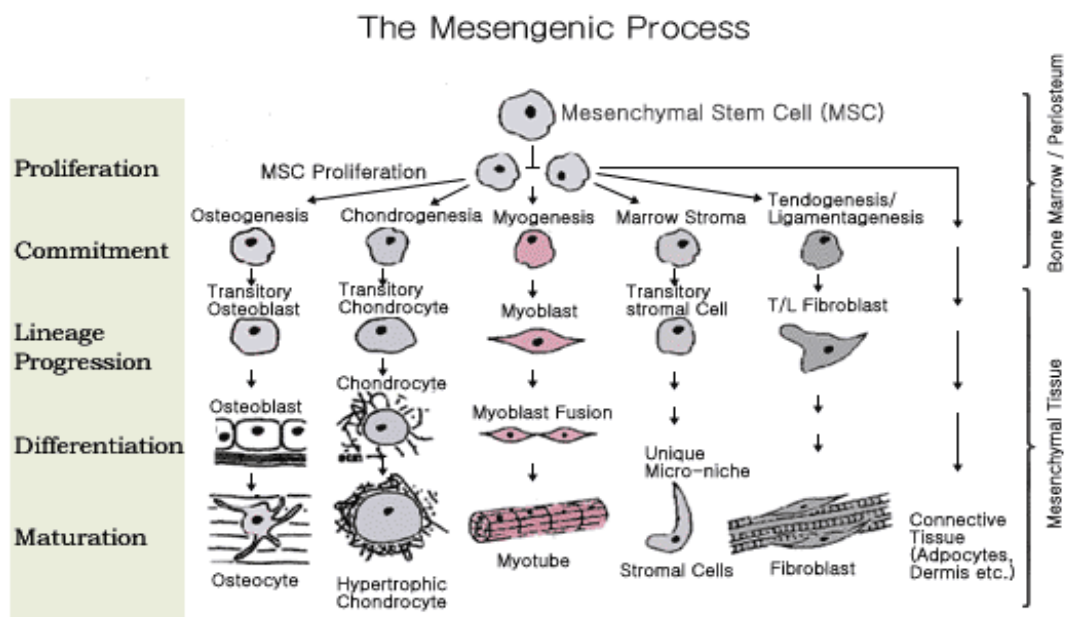 The Mesengenic Process
Mesenchymal Stem Cell (MSC)
Proliferation
MSC Proliferation
Osteogenesis
Chondrogenesia
Myogenesis
Marrow Stroma
Tendogenesis/
Ligamentagenesis
Commitment
Transitory
Osteoblast
Transitory
Chondrocyte
Myoblast
Transitory
stromal Cell
T/L Fibroblast
Lineage
Progression
Chondrocyte
Osteoblast
Myoblast Fusion
Differentiation
Unique
Micro-niche
Maturation
Osteocyte
Hypertrophic
Chondrocyte
Myotube
Stromal Cells
Fibroblast
Connective
Tissue
(Adpocytes,
Dermis etc.)
Bone Marrow / Periosteum
Mesenchymal Tissue